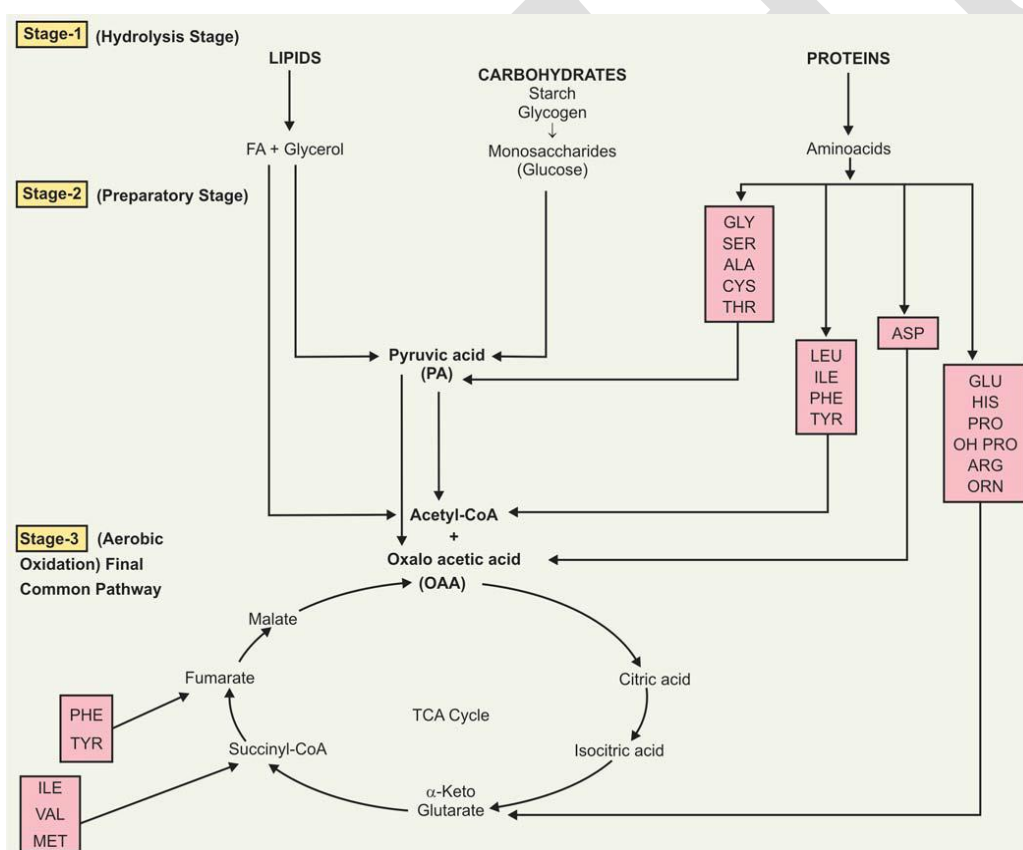 Stage-1 (Hydrolysis Stage)
LIPIDS
CARBOHYDRATES
Starch
Glycogen
↓
Monosaccharides
(Glucose)
PROTEINS
FA + Glycerol
Aminoacids
Stage-2 (Preparatory Stage)
GLY
SER
ALA
CYS
THR
LEU
ILE
PHE
TYR
ASP
GLU
HIS
PRO
OH PRO
ARG
ORN
Pyruvic acid
(PA)
Acetyl-CoA
+
Oxalo acetic acid
(OAA)
Stage-3 (Aerobic
Oxidation) Final
Common Pathway
Malate
Fumarate
Succinyl-CoA
TCA Cycle
Citric acid
Isocitric acid
α-Keto
Glutarate
PHE
TYR
ILE
VAL
MET